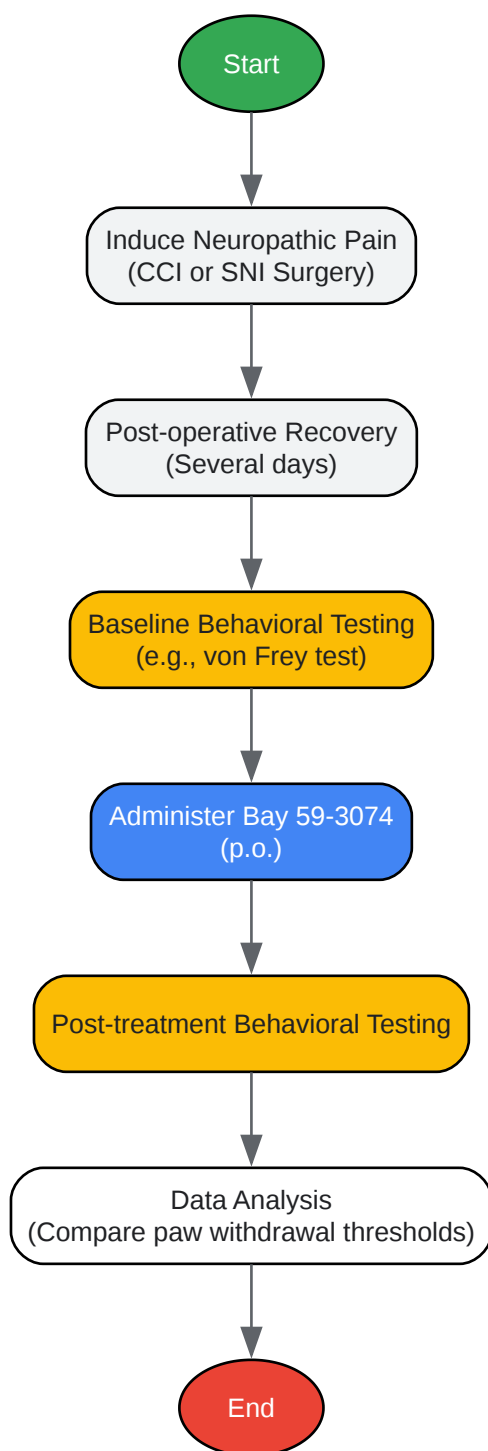 Start
Induce Neuropathic Pain
(CCI or SNI Surgery)
Post-operative Recovery
(Several days)
Baseline Behavioral Testing
(e.g., von Frey test)
Administer Bay 59-3074
(p.o.)
Post-treatment Behavioral Testing
Data Analysis
(Compare paw withdrawal thresholds)
End